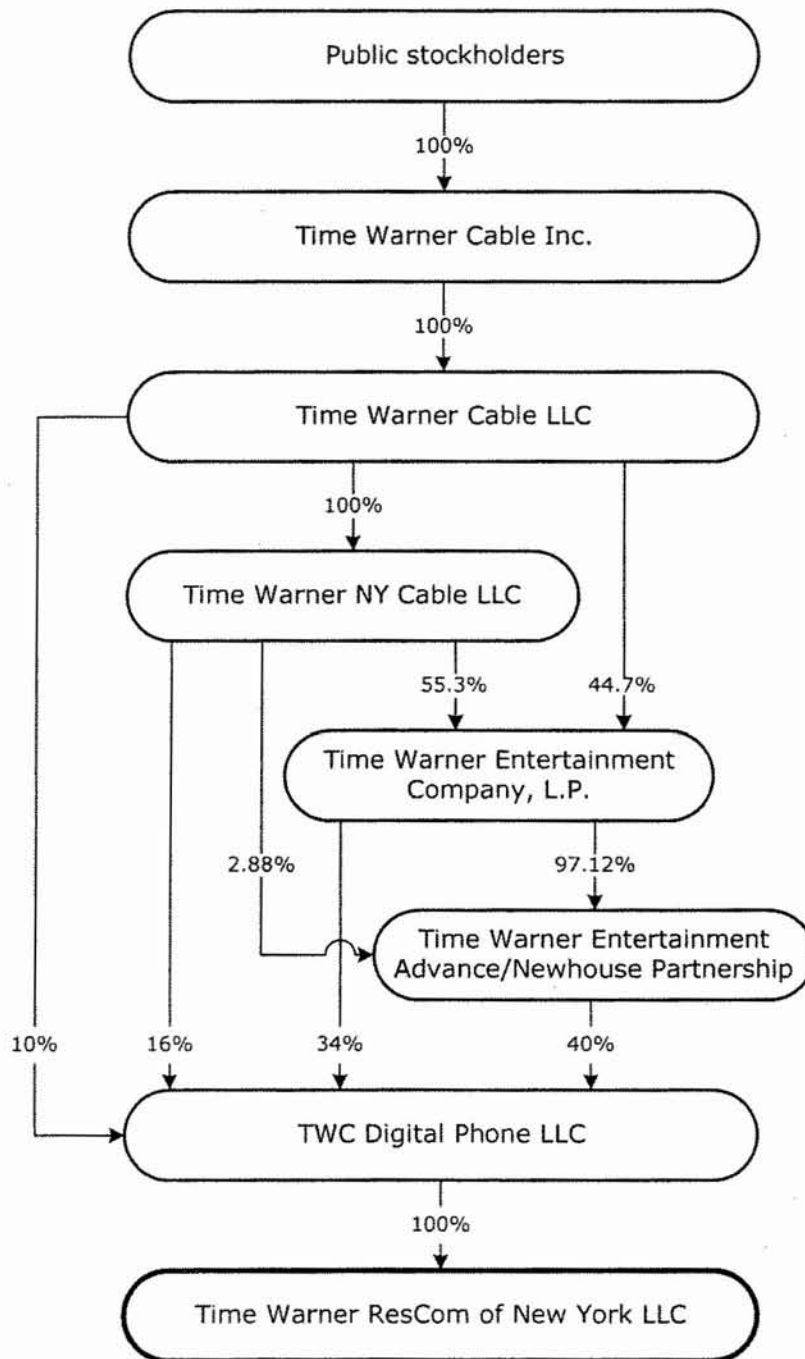 Public stockholders
100%
Time Warner Cable Inc.
100%
Time Warner Cable LLC
100%
Time Warner NY Cable LLC
55.3%
44.7%
Time Warner Entertainment
Company, L.P.
2.88%
97.12%
Time Warner Entertainment
Advance/Newhouse Partnership
10%
16%
34%
40%
TWC Digital Phone LLC
100%
Time Warner ResCom of New York LLC